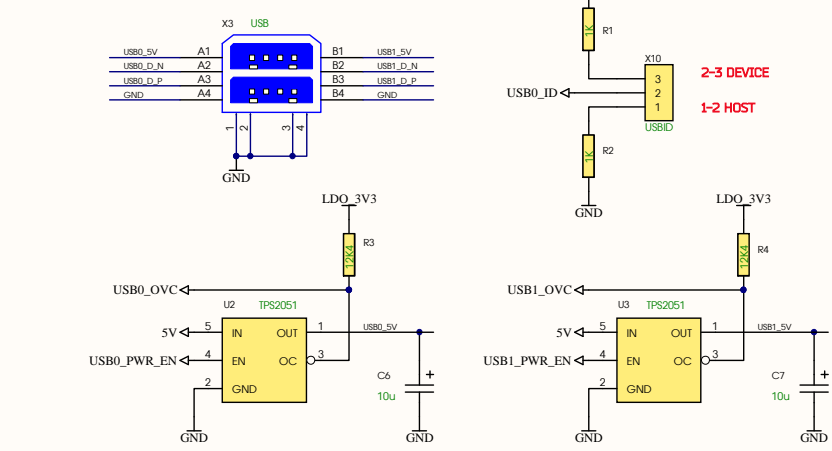 X3 USB
USB0_5V A1 B1 USB1_5V
USB0_D_N A2 B2 USB1_D_N
USB0_D_P A3 B3 USB1_D_P
GND A4 B4 GND
1 2 3 4
GND
1K R1
X10
3 2-3 DEVICE
USB0_ID 2
1 1-2 HOST
USBID
1K R2
GND
LDO_3V3
12K4 R3
USB0_OVC
U2 TPS2051
5V 5 IN OUT 1 USB0_5V
USB0_PWR_EN 4 EN OC 3
2 GND
C6 +
10u
GND GND
LDO_3V3
12K4 R4
USB1_OVC
U3 TPS2051
5V 5 IN OUT 1 USB1_5V
USB1_PWR_EN 4 EN OC 3
2 GND
C7 +
10u
GND GND